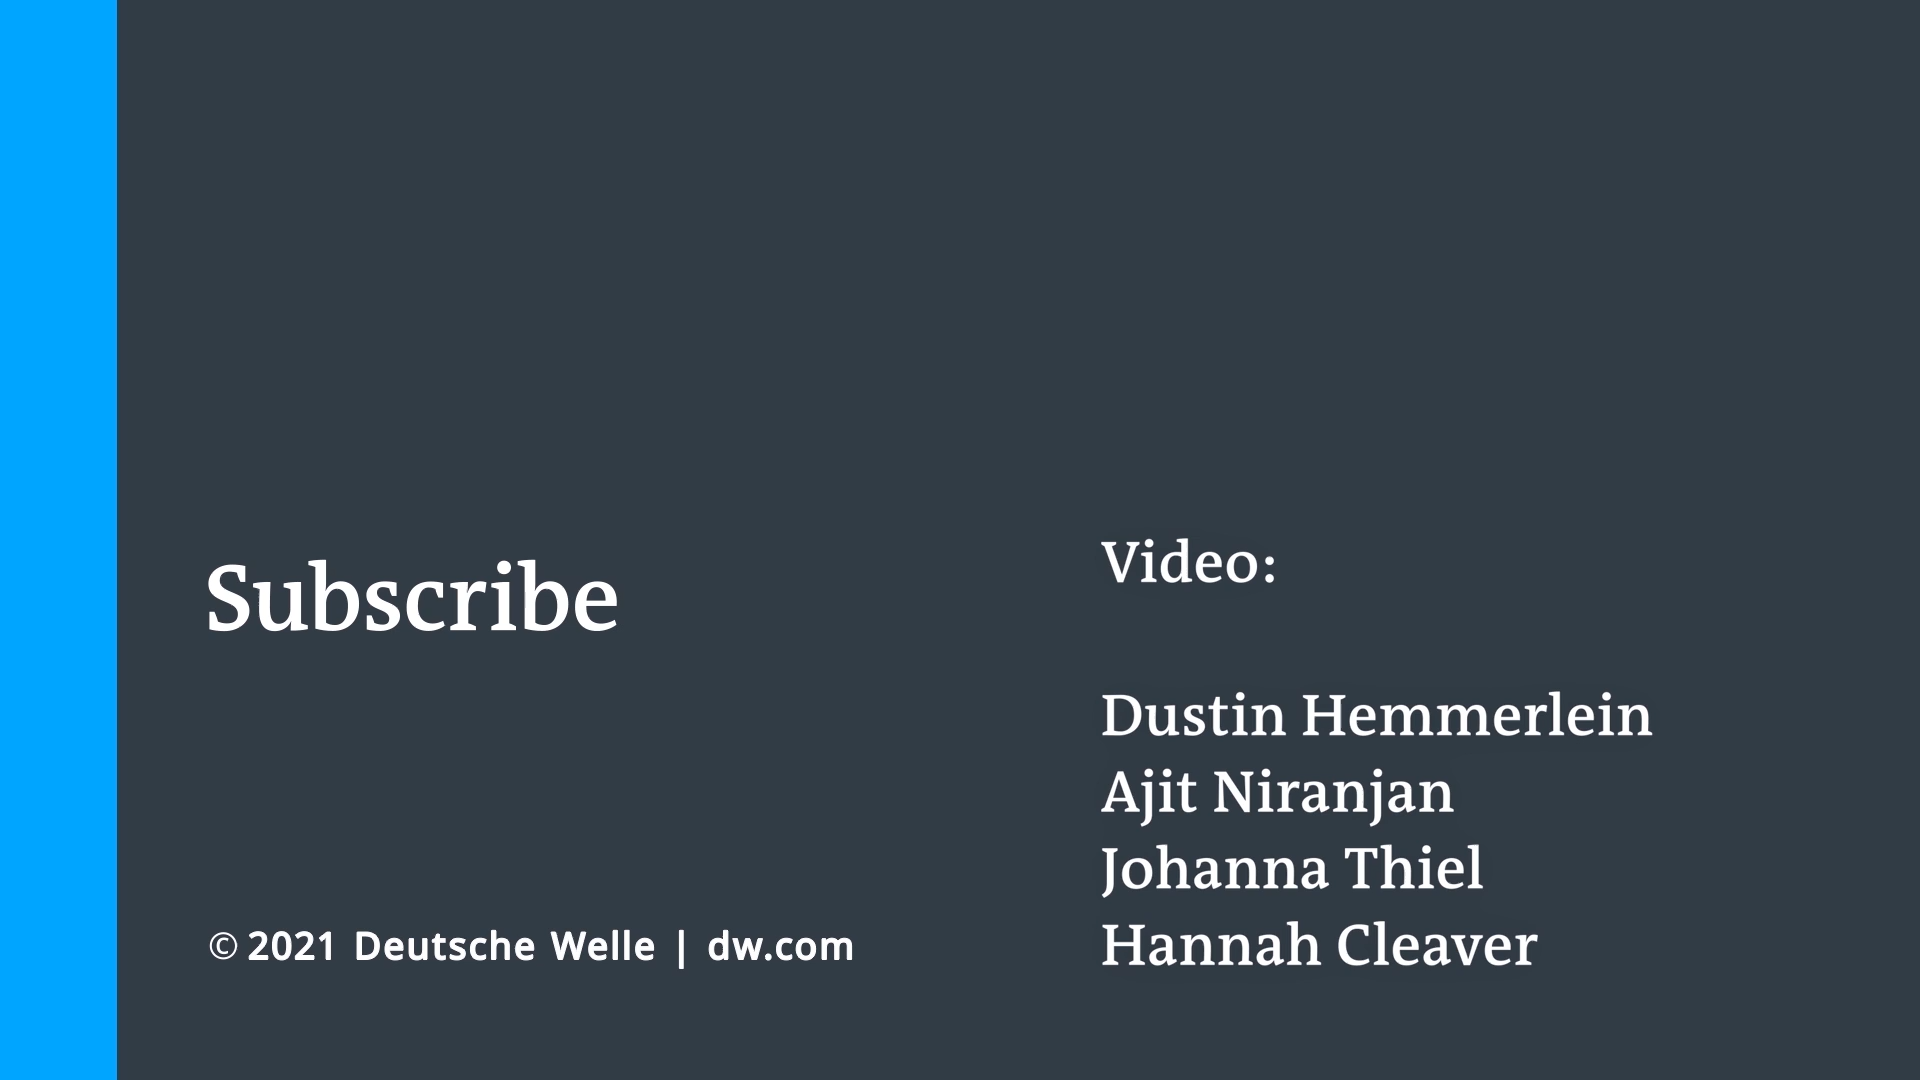 Subscribe
© 2021 Deutsche Welle | dw.com
Video:
Dustin Hemmerlein
Ajit Niranjan
Johanna Thiel
Hannah Cleaver